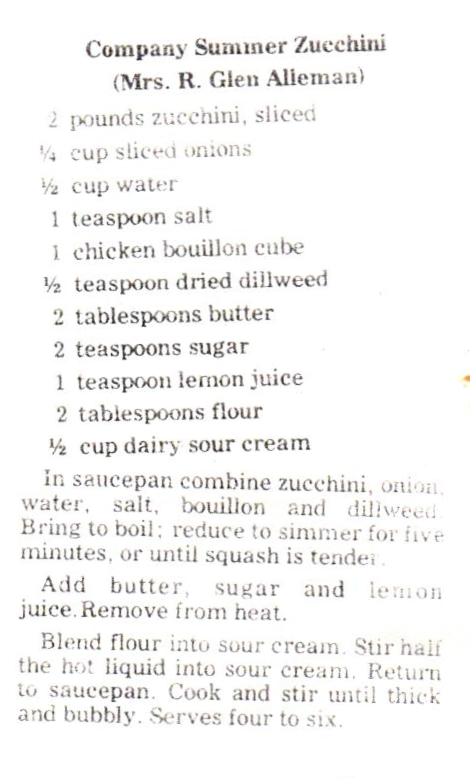 Company Summer Zucchini
(Mrs. R. Glen Alleman)
2 pounds zucchini, sliced
¼ cup sliced onions
½ cup water
1 teaspoon salt
1 chicken bouillon cube
½ teaspoon dried dillweed
2 tablespoons butter
2 teaspoons sugar
1 teaspoon lemon juice
2 tablespoons flour
½ cup dairy sour cream
In saucepan combine zucchini, onion,
water, salt, bouillon and dillweed.
Bring to boil; reduce to simmer for five
minutes, or until squash is tender.
Add butter, sugar and lemon
juice. Remove from heat.
Blend flour into sour cream. Stir half
the hot liquid into sour cream. Return
to saucepan. Cook and stir until thick
and bubbly. Serves four to six.